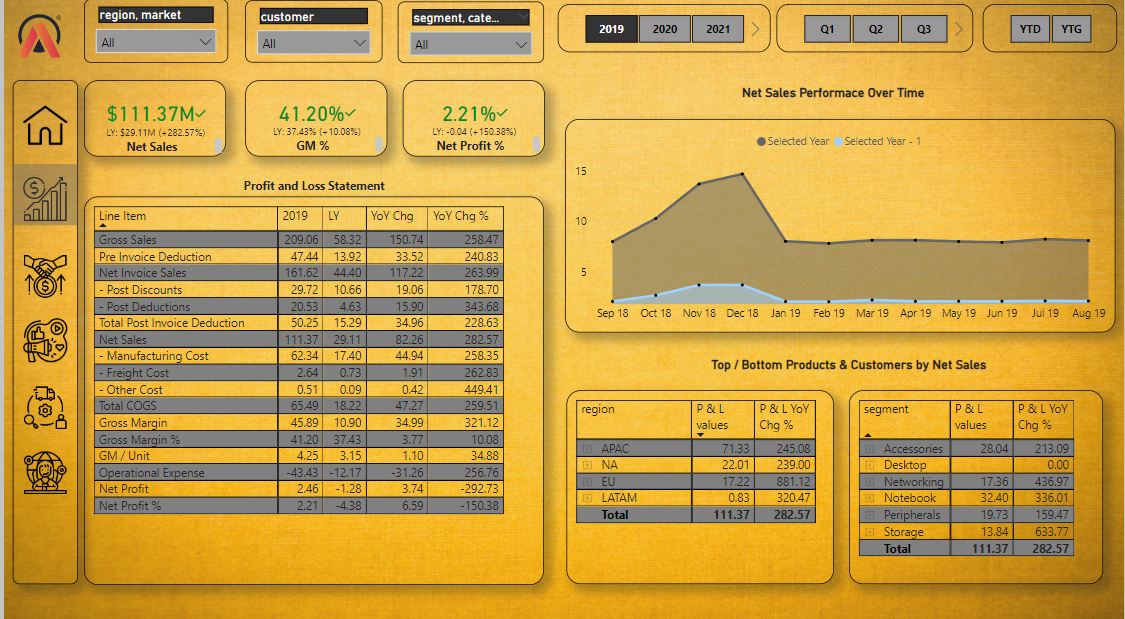 region, market
All
customer
All
segment, cate...
All
2019 2020 2021
Q1 Q2 Q3
YTD YTG
$111.37M
LY: $29.11M (+282.57%)
Net Sales
41.20%
LY: 37.43% (+10.08%)
GM %
2.21%
LY: -0.04 (+150.38%)
Net Profit %
Profit and Loss Statement
Line Item 2019 LY YoY Chg YoY Chg %
Gross Sales 209.06 58.32 150.74 258.47
Pre Invoice Deduction 47.44 13.92 33.52 240.83
Net Invoice Sales 161.62 44.40 117.22 263.99
- Post Discounts 29.72 10.66 19.06 178.70
- Post Deductions 20.53 4.63 15.90 343.68
Total Post Invoice Deduction 50.25 15.29 34.96 228.63
Net Sales 111.37 29.11 82.26 282.57
- Manufacturing Cost 62.34 17.40 44.94 258.35
- Freight Cost 2.64 0.73 1.91 262.83
- Other Cost 0.51 0.09 0.42 449.41
Total COGS 65.49 18.22 47.27 259.51
Gross Margin 45.89 10.90 34.99 321.12
Gross Margin % 41.20 37.43 3.77 10.08
GM / Unit 4.25 3.15 1.10 34.88
Operational Expense -43.43 -12.17 -31.26 256.76
Net Profit 2.46 -1.28 3.74 -292.73
Net Profit % 2.21 -4.38 6.59 -150.38
Net Sales Performace Over Time
Selected Year Selected Year - 1
15
10
5
Sep 18 Oct 18 Nov 18 Dec 18 Jan 19 Feb 19 Mar 19 Apr 19 May 19 Jun 19 Jul 19 Aug 19
Top / Bottom Products & Customers by Net Sales
region P & L values P & L YoY Chg %
APAC 71.33 245.08
NA 22.01 239.00
EU 17.22 881.12
LATAM 0.83 320.47
Total 111.37 282.57
segment P & L values P & L YoY Chg %
Accessories 28.04 213.09
Desktop 0.00
Networking 17.36 436.97
Notebook 32.40 336.01
Peripherals 19.73 159.47
Storage 13.84 633.77
Total 111.37 282.57